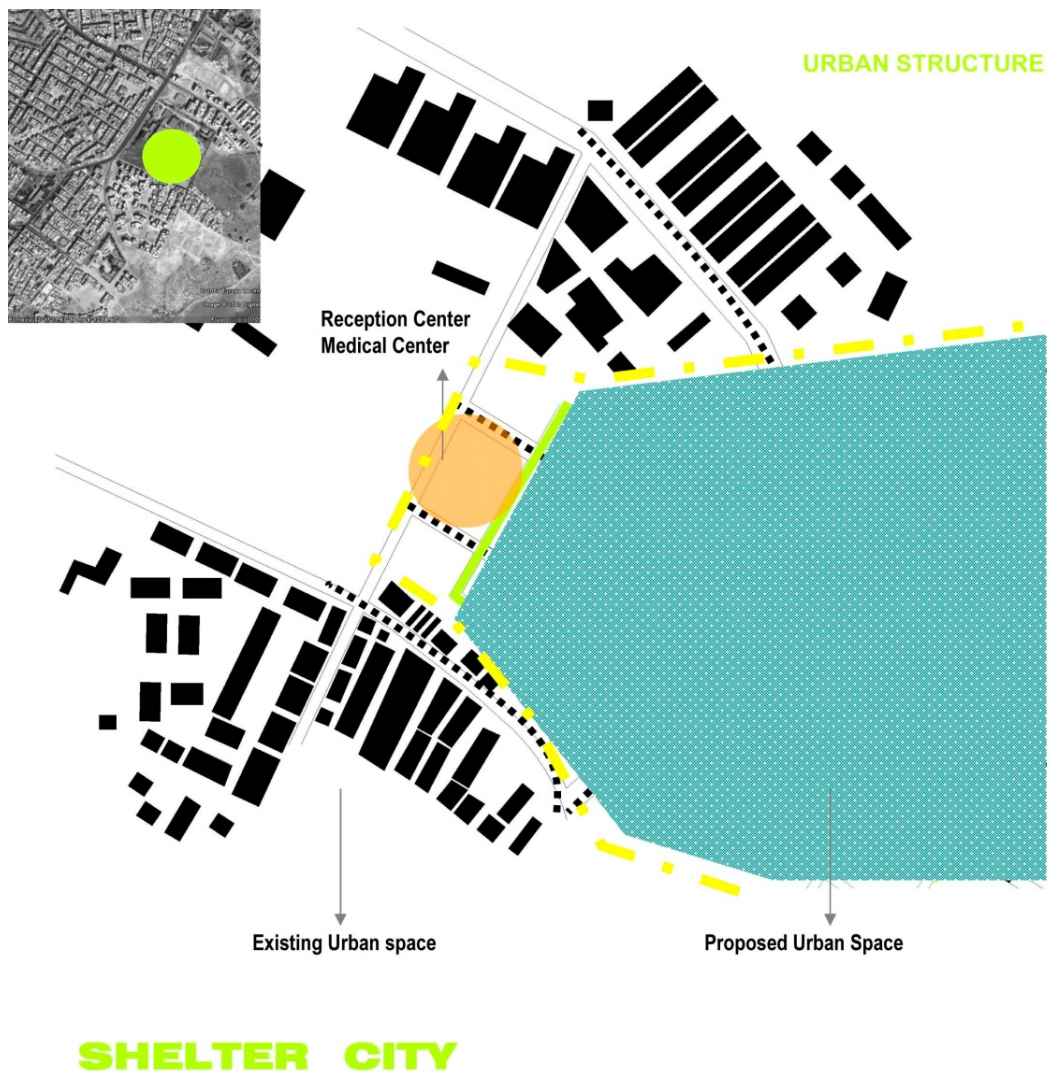 URBAN STRUCTURE
Reception Center
Medical Center
Existing Urban space
Proposed Urban Space
SHELTER CITY